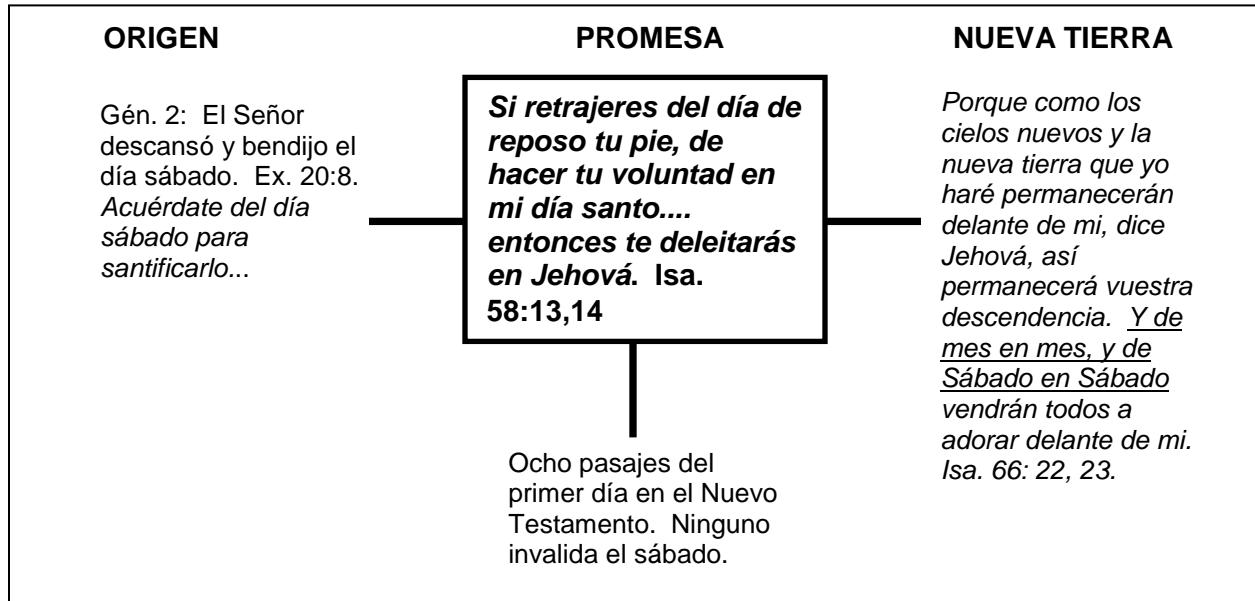 ORIGEN
Gén. 2:  El Señor
descansó y bendijo el
día sábado.  Ex. 20:8.
Acuérdate del día
sábado para
santificarlo...
PROMESA
Si retrajeres del día de
reposo tu pie, de
hacer tu voluntad en
mi día santo....
entonces te deleitarás
en Jehová.  Isa.
58:13,14
Ocho pasajes del
primer día en el Nuevo
Testamento.  Ninguno
invalida el sábado.
NUEVA TIERRA
Porque como los
cielos nuevos y la
nueva tierra que yo
haré permanecerán
delante de mi, dice
Jehová, así
permanecerá vuestra
descendencia.  Y de
mes en mes, y de
Sábado en Sábado
vendrán todos a
adorar delante de mi.
Isa. 66: 22, 23.